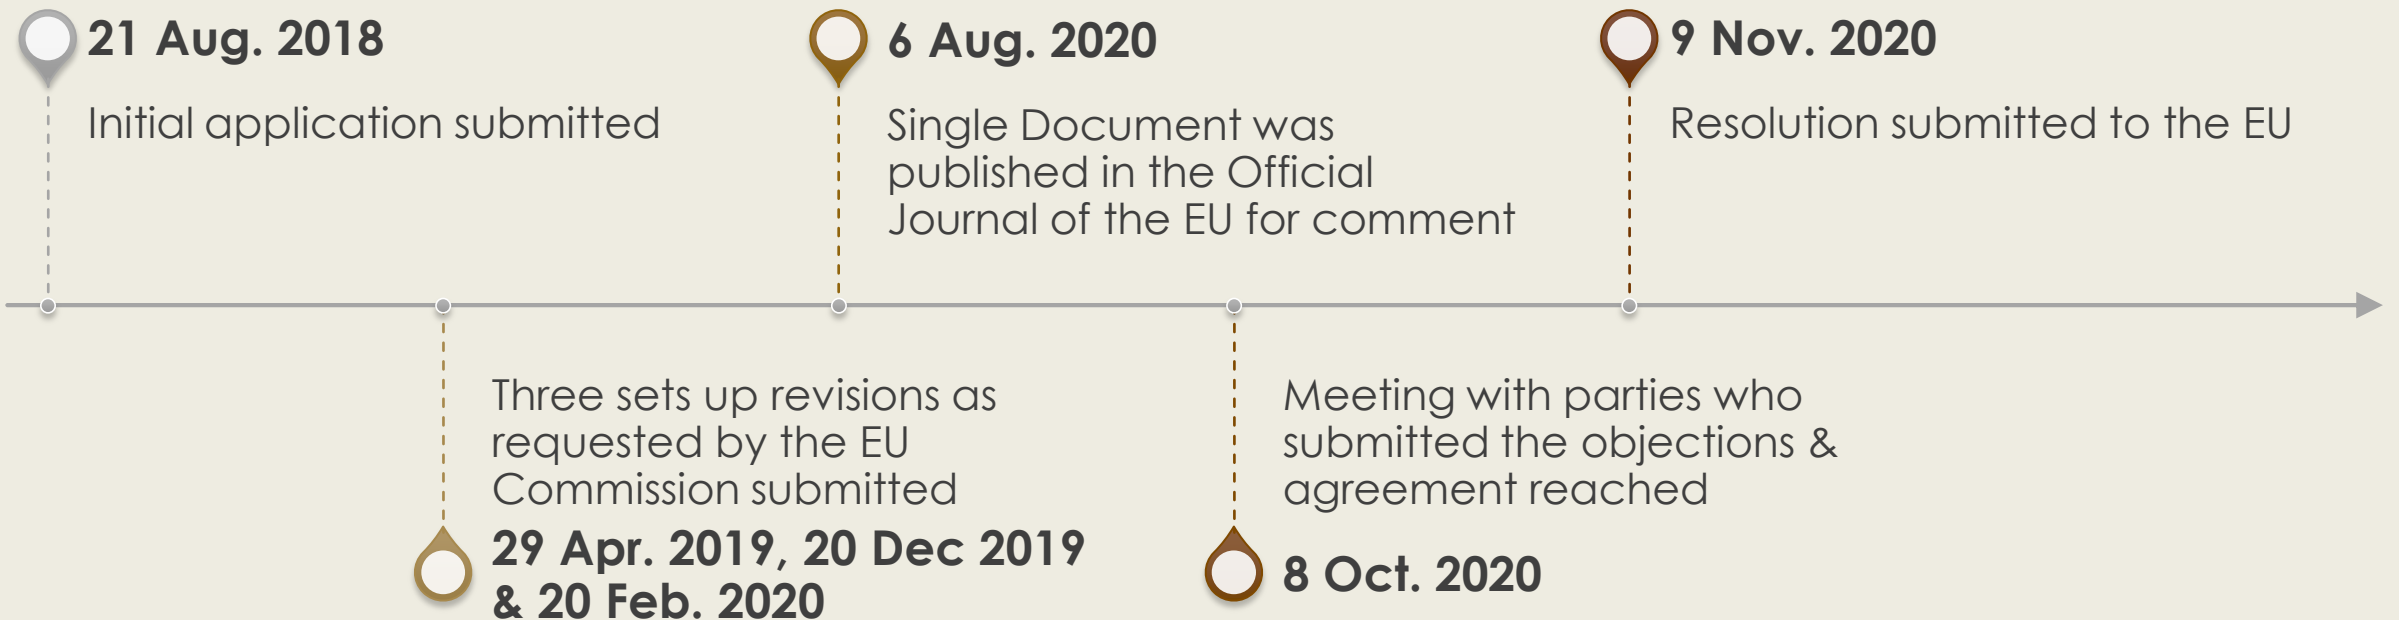 21 Aug. 2018
Initial application submitted
Three sets up revisions as
requested by the EU
Commission submitted
29 Apr. 2019, 20 Dec 2019
& 20 Feb. 2020
6 Aug. 2020
Single Document was
published in the Official
Journal of the EU for comment
Meeting with parties who
submitted the objections &
agreement reached
8 Oct. 2020
9 Nov. 2020
Resolution submitted to the EU